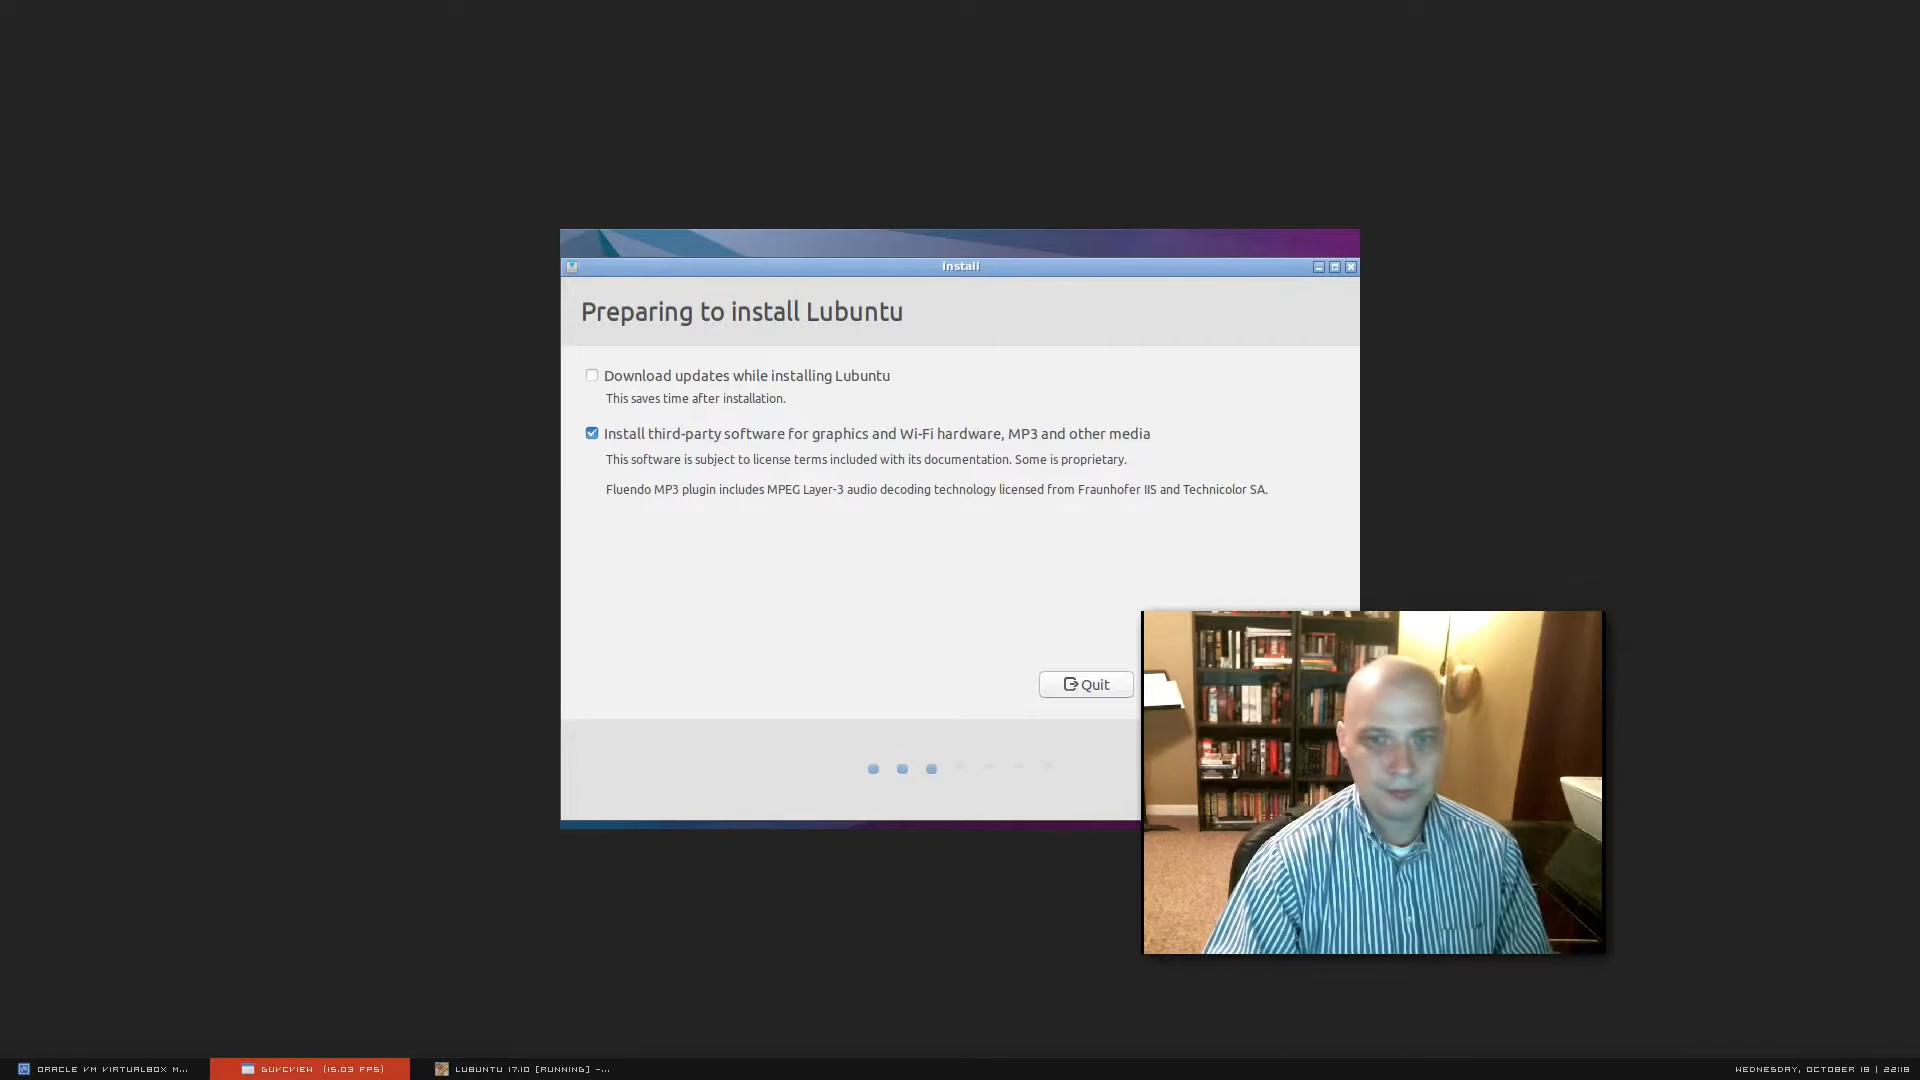 Install
Preparing to install Lubuntu
Download updates while installing Lubuntu
This saves time after installation.
Install third-party software for graphics and Wi-Fi hardware, MP3 and other media
This software is subject to license terms included with its documentation. Some is proprietary.
Fluendo MP3 plugin includes MPEG Layer-3 audio decoding technology licensed from Fraunhofer IIS and Technicolor SA.
Quit
ORACLE VM VIRTUALBOX M... GUVCVIEW (15.03 FPS) LUBUNTU 17.10 [RUNNING] -... WEDNESDAY, OCTOBER 18 | 22:18